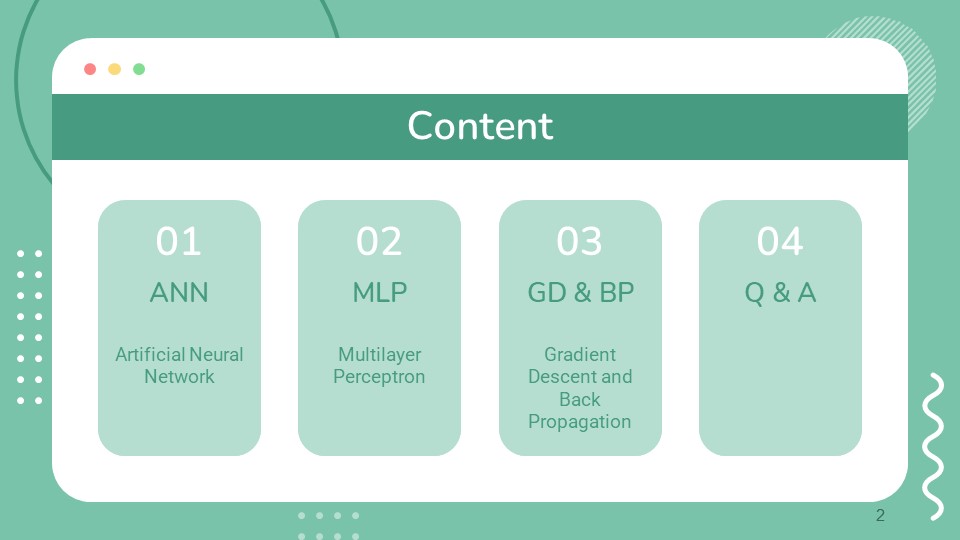 Content
01
ANN
Artificial Neural
Network
02
MLP
Multilayer
Perceptron
03
GD & BP
Gradient
Descent and
Back
Propagation
04
Q & A
2